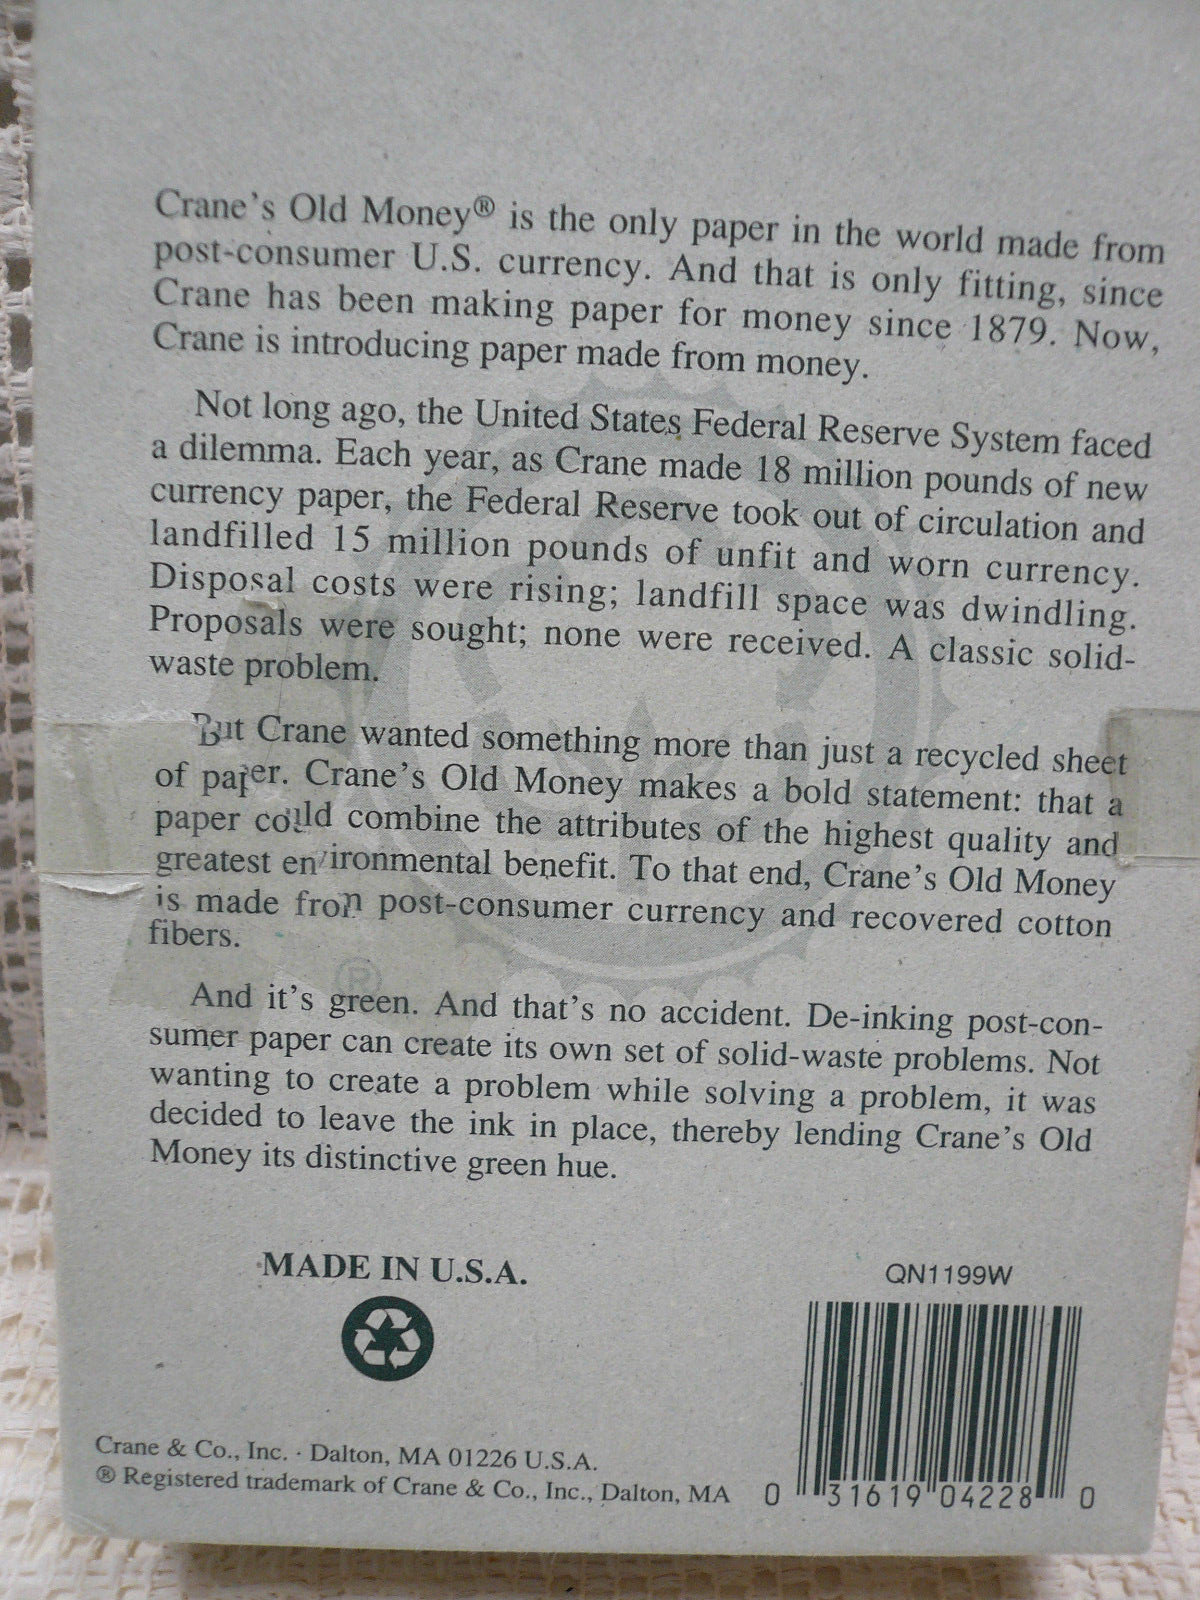 Crane's Old Money® is the only paper in the world made from
post-consumer U.S. currency. And that is only fitting, since
Crane has been making paper for money since 1879. Now,
Crane is introducing paper made from money.
Not long ago, the United States Federal Reserve System faced
a dilemma. Each year, as Crane made 18 million pounds of new
currency paper, the Federal Reserve took out of circulation and
landfilled 15 million pounds of unfit and worn currency.
Disposal costs were rising; landfill space was dwindling.
Proposals were sought; none were received. A classic solid-
waste problem.
But Crane wanted something more than just a recycled sheet
of paper. Crane's Old Money makes a bold statement: that a
paper could combine the attributes of the highest quality and
greatest environmental benefit. To that end, Crane's Old Money
is made from post-consumer currency and recovered cotton
fibers.
®
And it's green. And that's no accident. De-inking post-con-
sumer paper can create its own set of solid-waste problems. Not
wanting to create a problem while solving a problem, it was
decided to leave the ink in place, thereby lending Crane's Old
Money its distinctive green hue.
MADE IN U.S.A.
QN1199W
Crane & Co., Inc. · Dalton, MA 01226 U.S.A.
® Registered trademark of Crane & Co., Inc., Dalton, MA
0 31619 04228 0